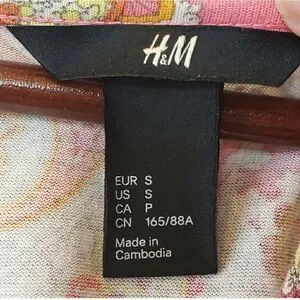 H&M
EUR S
US S
CA P
CN 165/88A
Made in
Cambodia